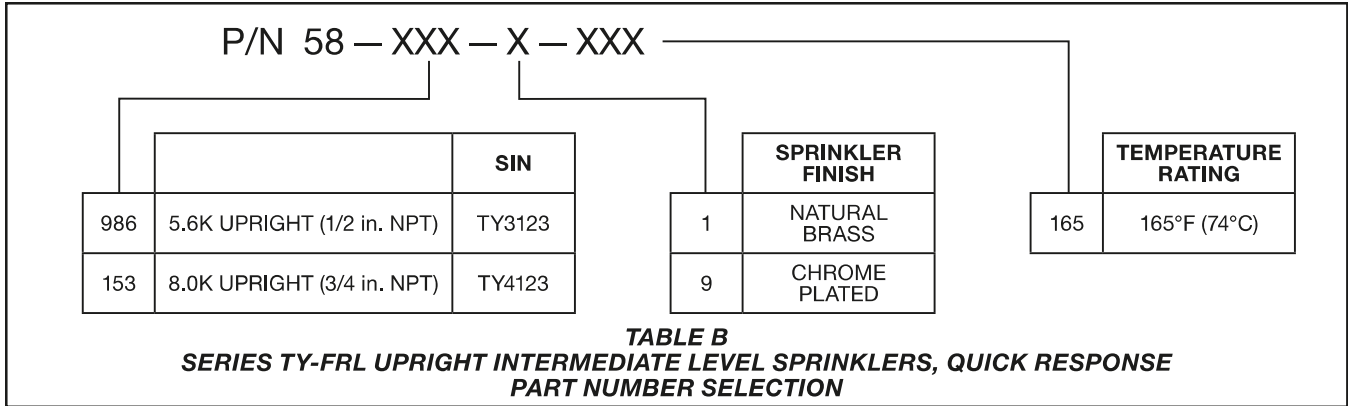 P/N 58 — XXX — X — XXX
SIN
986 5.6K UPRIGHT (1/2 in. NPT) TY3123
153 8.0K UPRIGHT (3/4 in. NPT) TY4123
SPRINKLER
FINISH
1 NATURAL
BRASS
9 CHROME
PLATED
TEMPERATURE
RATING
165 165°F (74°C)
TABLE B
SERIES TY-FRL UPRIGHT INTERMEDIATE LEVEL SPRINKLERS, QUICK RESPONSE
PART NUMBER SELECTION